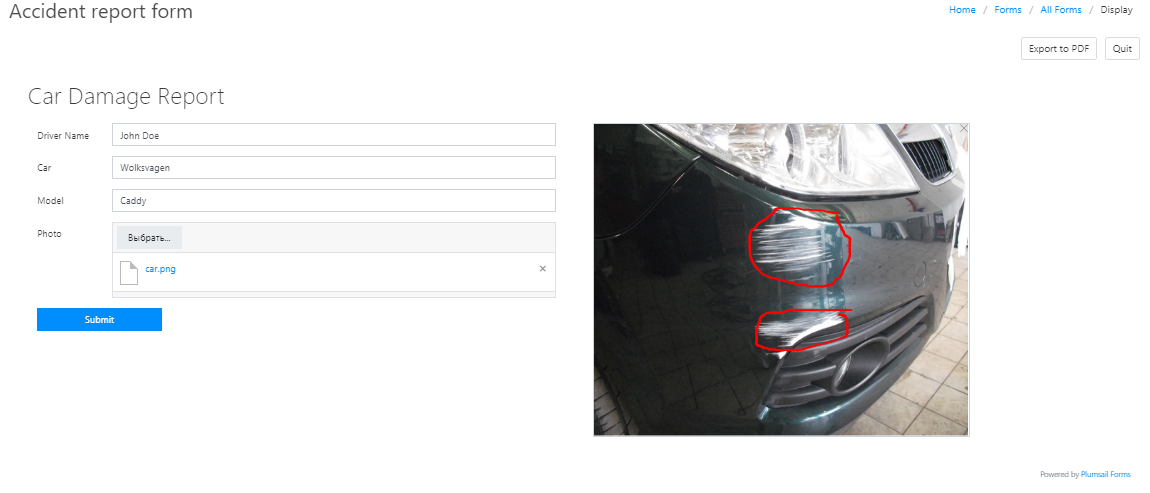 Accident report form
Home / Forms / All Forms / Display
Export to PDF
Quit
Car Damage Report
Driver Name
John Doe
Car
Wolksvagen
Model
Caddy
Photo
Выбрать...
car.png
Submit
Powered by Plumsail Forms